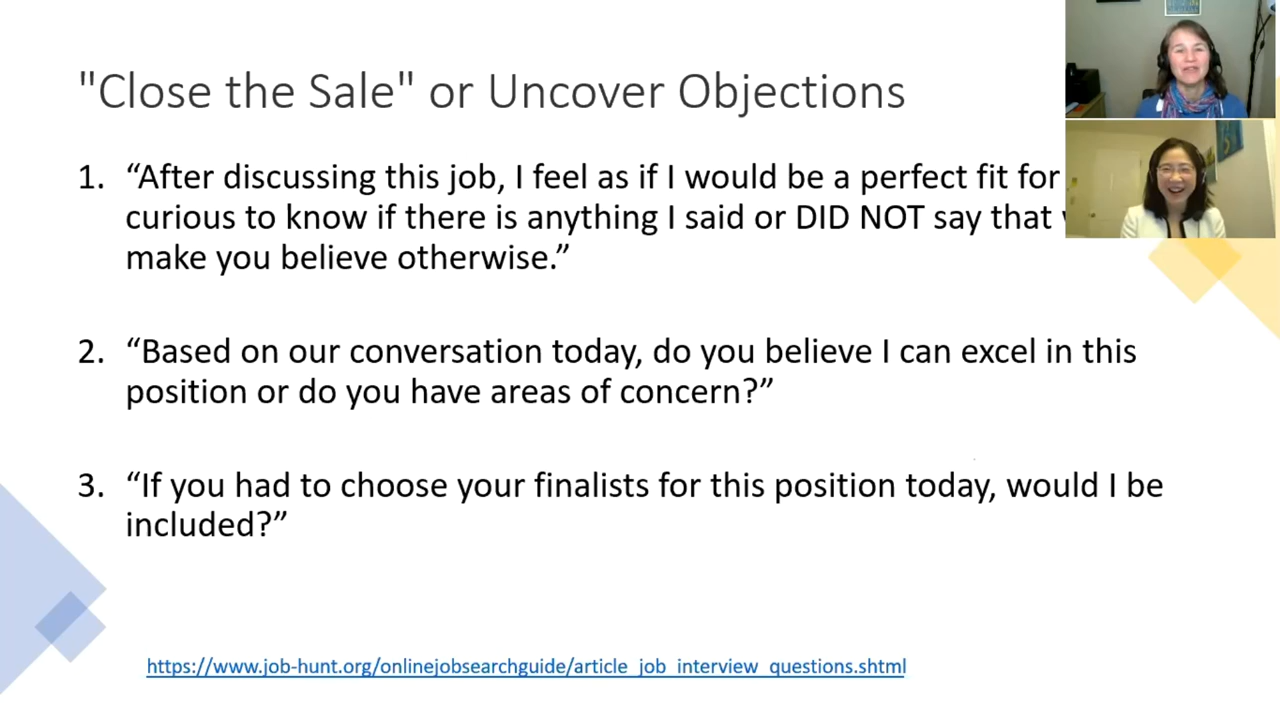 "Close the Sale" or Uncover Objections
1. “After discussing this job, I feel as if I would be a perfect fit for
curious to know if there is anything I said or DID NOT say that
make you believe otherwise.”
2. “Based on our conversation today, do you believe I can excel in this
position or do you have areas of concern?”
3. “If you had to choose your finalists for this position today, would I be
included?”
https://www.job-hunt.org/onlinejobsearchguide/article_job_interview_questions.shtml